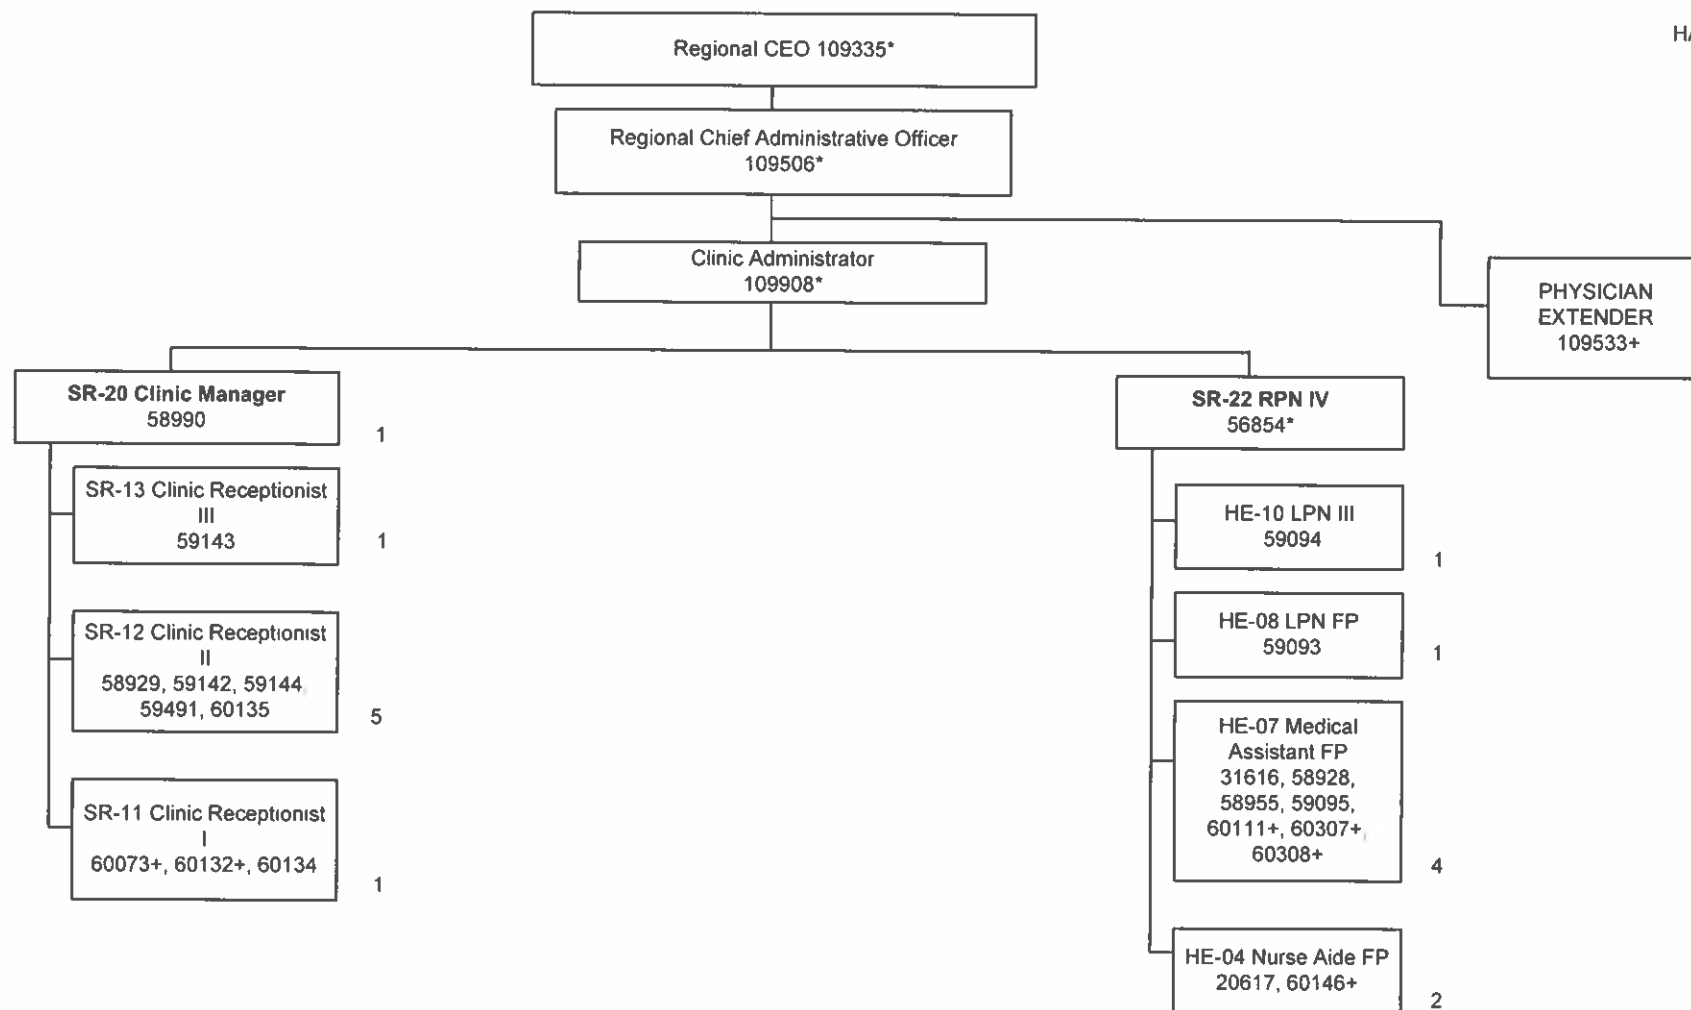 HA
Regional CEO 109335*
Regional Chief Administrative Officer
109506*
Clinic Administrator
109908*
PHYSICIAN
EXTENDER
109533+
SR-20 Clinic Manager
58990
1
SR-13 Clinic Receptionist
III
59143
1
SR-12 Clinic Receptionist
II
58929, 59142, 59144,
59491, 60135
5
SR-11 Clinic Receptionist
I
60073+, 60132+, 60134
1
SR-22 RPN IV
56854*
HE-10 LPN III
59094
1
HE-08 LPN FP
59093
1
HE-07 Medical
Assistant FP
31616, 58928,
58955, 59095,
60111+, 60307+,
60308+
4
HE-04 Nurse Aide FP
20617, 60146+
2